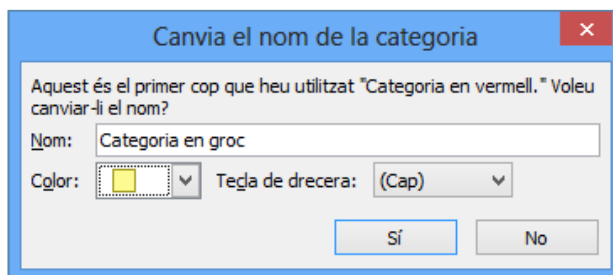 Canvia el nom de la categoria
Aquest és el primer cop que heu utilitzat "Categoria en vermell." Voleu
canviar-li el nom?
Nom: Categoria en groc
Color: Tecla de drecera: (Cap)
Sí No